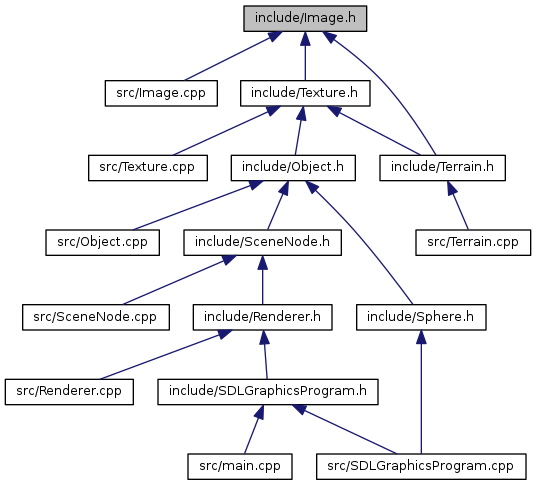 include/Image.h
src/Image.cpp
include/Texture.h
src/Texture.cpp
include/Object.h
include/Terrain.h
src/Object.cpp
include/SceneNode.h
src/Terrain.cpp
src/SceneNode.cpp
include/Renderer.h
include/Sphere.h
src/Renderer.cpp
include/SDLGraphicsProgram.h
src/main.cpp
src/SDLGraphicsProgram.cpp